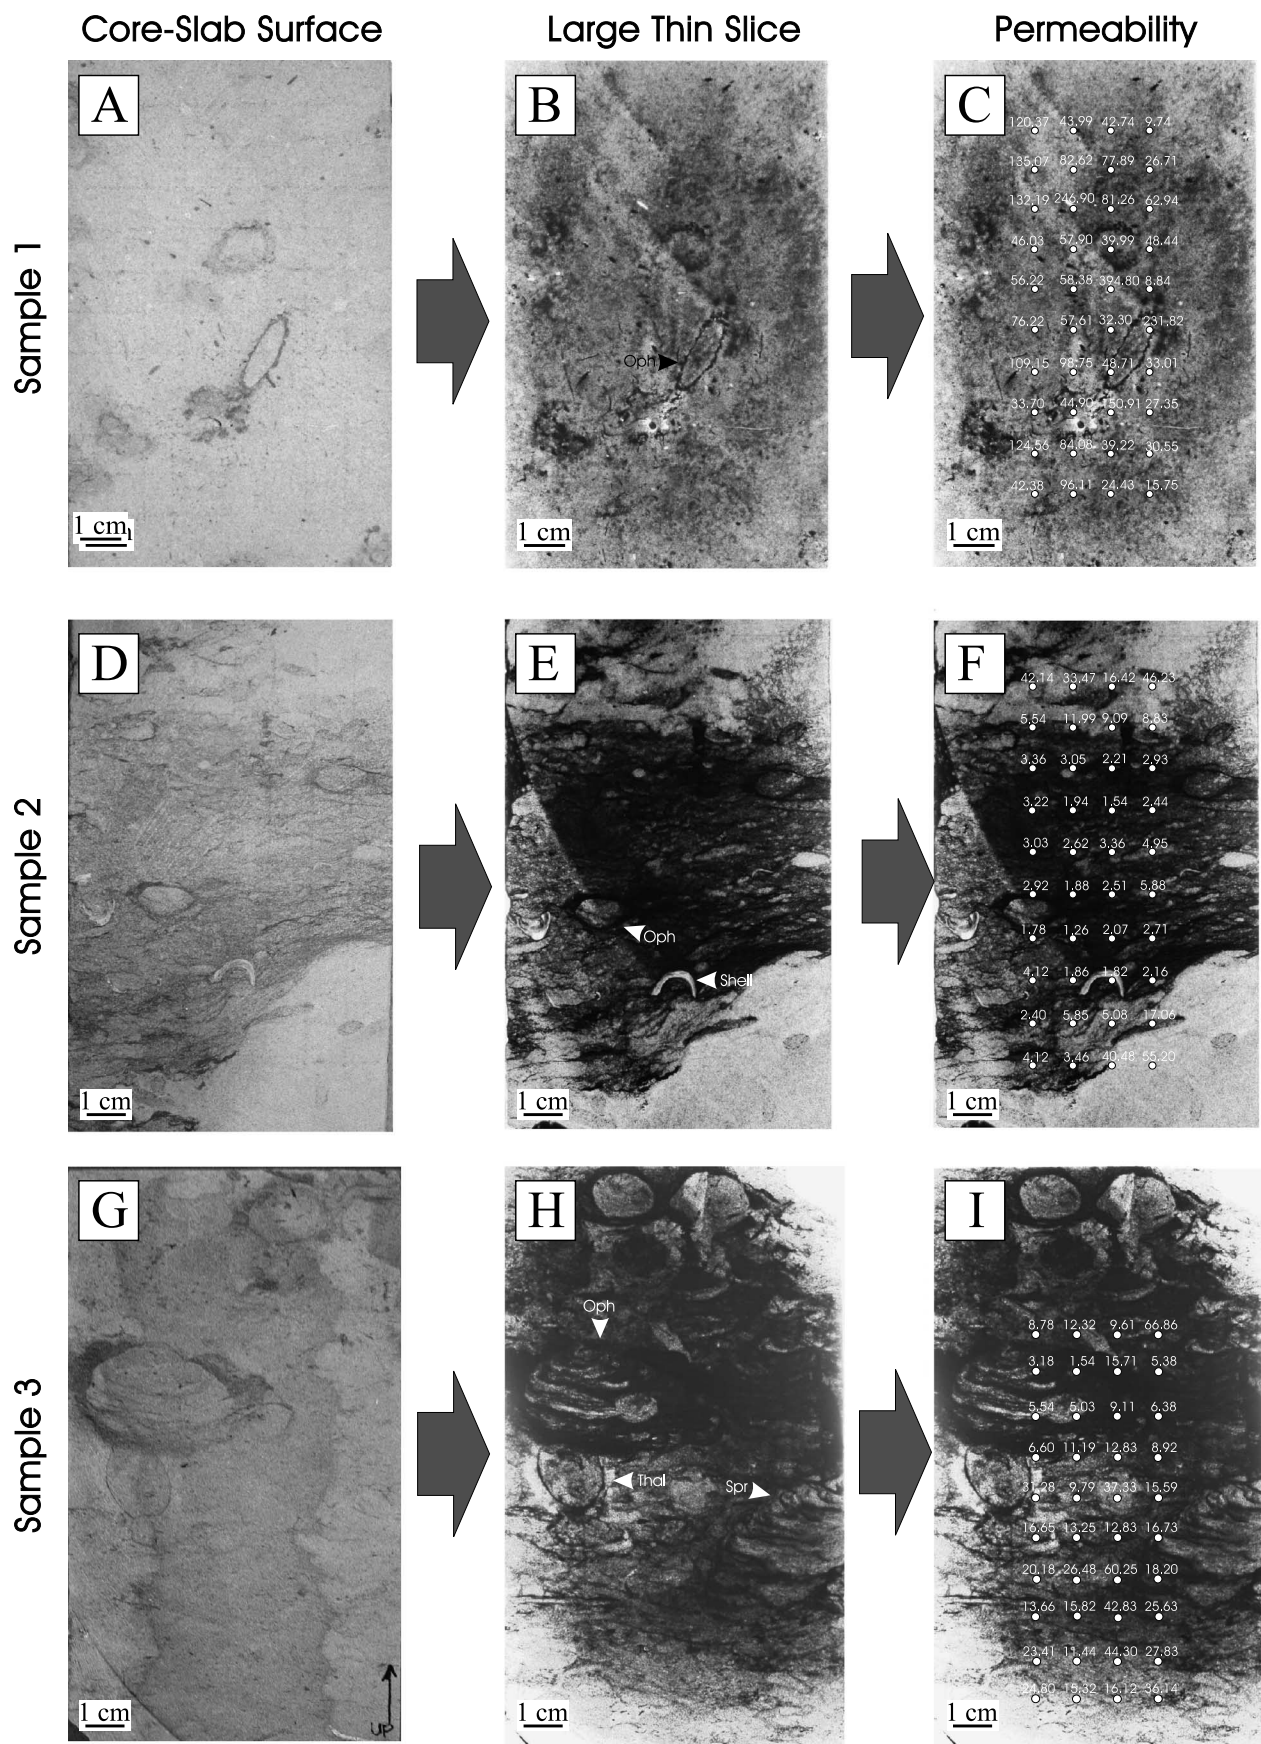 Core-Slab Surface
Large Thin Slice
Permeability
Sample 1
A
1 cm
B
Oph
1 cm
C
120.37 43.99 42.74 9.74
135.07 82.62 77.89 26.71
132.19 246.90 81.26 62.94
46.03 57.90 39.99 48.44
56.22 58.38 394.80 8.84
76.22 57.61 32.30 231.82
109.15 98.75 48.71 33.01
33.70 44.90 150.91 27.35
124.56 84.08 39.22 30.55
42.38 96.11 24.43 15.75
1 cm
Sample 2
D
1 cm
E
Oph
Shell
1 cm
F
42.14 33.47 16.42 46.23
5.54 11.99 9.09 8.83
3.36 3.05 2.21 2.93
3.22 1.94 1.54 2.44
3.03 2.62 3.36 4.95
2.92 1.88 2.51 5.88
1.78 1.26 2.07 2.71
4.12 1.86 1.82 2.16
2.40 5.85 5.08 17.06
4.12 3.46 40.48 55.20
1 cm
Sample 3
G
UP
1 cm
H
Oph
Thal
Spr
1 cm
I
8.78 12.32 9.61 66.86
3.18 1.54 15.71 5.38
5.54 5.03 9.11 6.38
6.60 11.19 12.83 8.92
31.28 9.79 37.33 15.59
16.65 13.25 12.83 16.73
20.18 26.48 60.25 18.20
13.66 15.82 42.83 25.63
23.41 11.44 44.30 27.83
24.80 15.32 16.12 36.14
1 cm